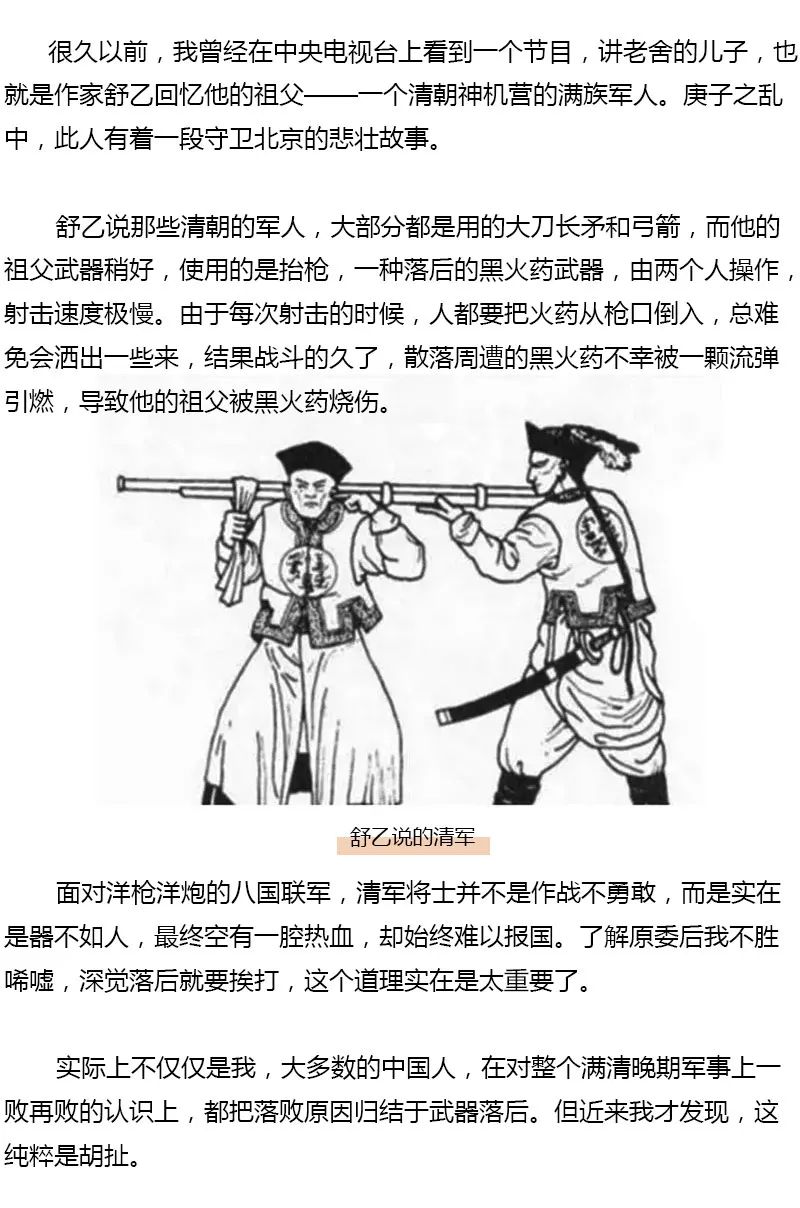 很久以前，我曾经在中央电视台上看到一个节目，讲老舍的儿子，也
就是作家舒乙回忆他的祖父——一个清朝神机营的满族军人。庚子之乱
中，此人有着一段守卫北京的悲壮故事。
舒乙说那些清朝的军人，大部分都是用的大刀长矛和弓箭，而他的
祖父武器稍好，使用的是抬枪，一种落后的黑火药武器，由两个人操作，
射击速度极慢。由于每次射击的时候，人都要把火药从枪口倒入，总难
免会洒出一些来，结果战斗的久了，散落周遭的黑火药不幸被一颗流弹
引燃，导致他的祖父被黑火药烧伤。
舒乙说的清军
面对洋枪洋炮的八国联军，清军将士并不是作战不勇敢，而是实在
是器不如人，最终空有一腔热血，却始终难以报国。了解原委后我不胜
唏嘘，深觉落后就要挨打，这个道理实在是太重要了。
实际上不仅仅是我，大多数的中国人，在对整个满清晚期军事上一
败再败的认识上，都把落败原因归结于武器落后。但近来我才发现，这
纯粹是胡扯。